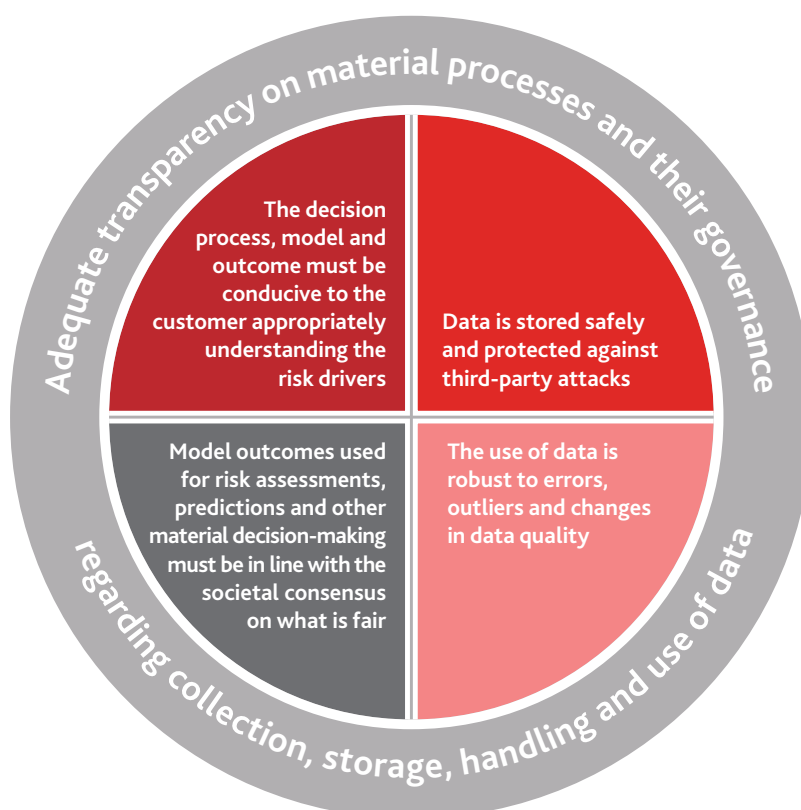 Adequate transparency on material processes and their governance
The decision
process, model and
outcome must be
conducive to the
customer appropriately
understanding the
risk drivers
Data is stored safely
and protected against
third-party attacks
Model outcomes used
for risk assessments,
predictions and other
material decision-making
must be in line with the
societal consensus
on what is fair
The use of data is
robust to errors,
outliers and changes
in data quality
regarding collection, storage, handling and use of data